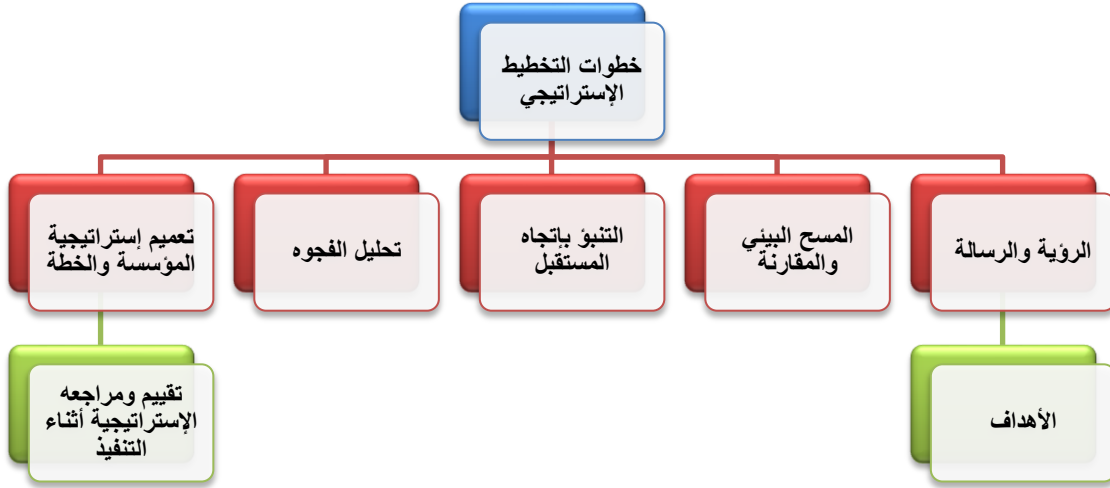 خطوات التخطيط
الإستراتيجي
الرؤية والرسالة
المسح البيئي
والمقارنة
التنبؤ بإتجاه
المستقبل
تحليل الفجوه
تعميم إستراتيجية
المؤسسة والخطة
الأهداف
تقييم ومراجعه
الإستراتيجية أثناء
التنفيذ